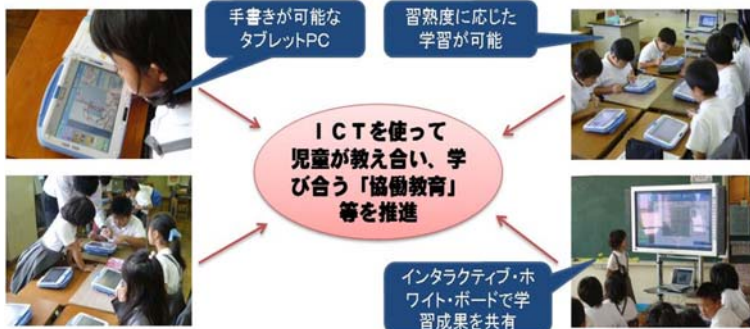 手書きが可能な
タブレットPC
習熟度に応じた
学習が可能
ＩＣＴを使って
児童が教え合い、学
び合う「協働教育」
等を推進
インタラクティブ・ホ
ワイト・ボードで学
習成果を共有